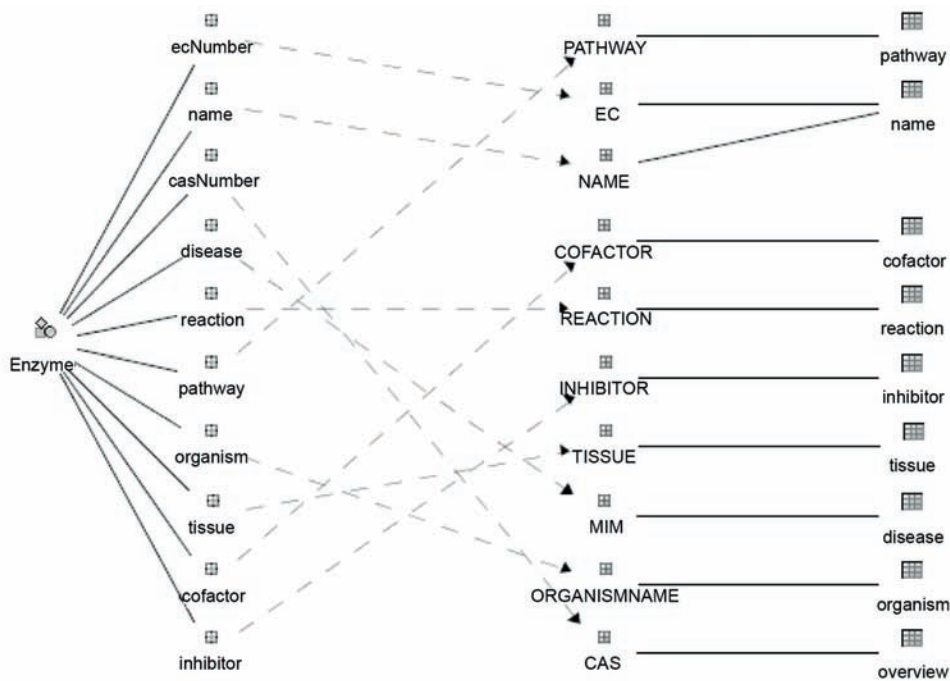 ecNumber
PATHWAY
pathway
name
EC
name
casNumber
NAME
disease
COFACTOR
cofactor
reaction
REACTION
reaction
Enzyme
pathway
INHIBITOR
inhibitor
organism
TISSUE
tissue
tissue
MIM
disease
cofactor
ORGANISMNAME
organism
inhibitor
CAS
overview